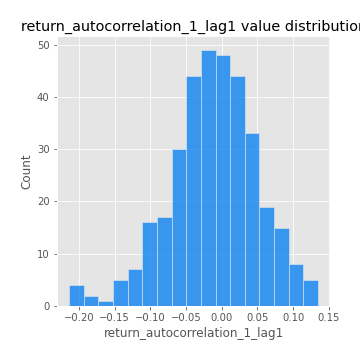 return_autocorrelation_1_lag1 value distribution
50
40
30
20
10
0
Count
−0.20 −0.15 −0.10 −0.05 0.00 0.05 0.10 0.15
return_autocorrelation_1_lag1